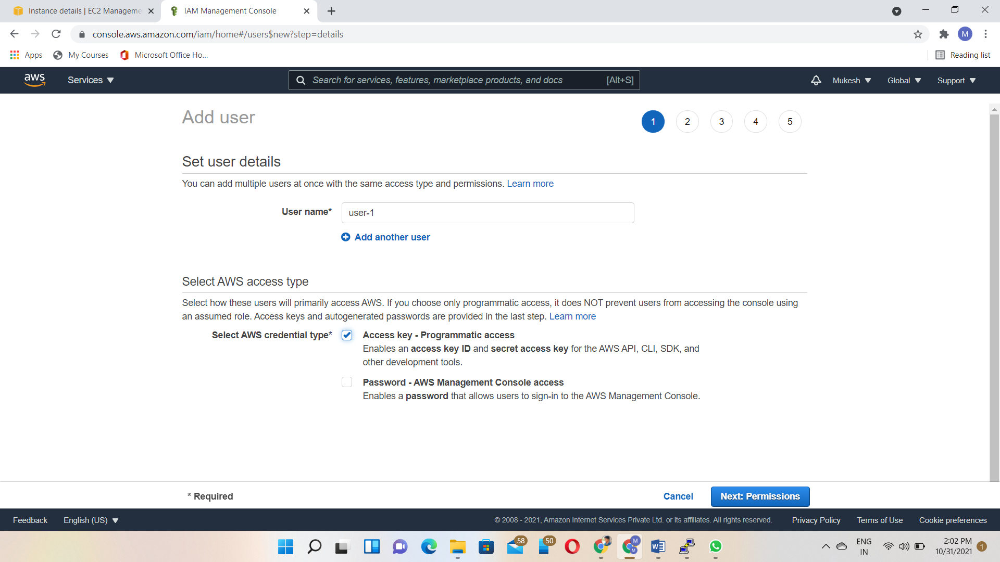 Instance details | EC2 Manageme
IAM Management Console
console.aws.amazon.com/iam/home#/users$new?step=details
M
Apps
My Courses
Microsoft Office Ho...
Reading list
aws
Services
Search for services, features, marketplace products, and docs
[Alt+S]
Mukesh
Global
Support
Add user
1
2
3
4
5
Set user details
You can add multiple users at once with the same access type and permissions. Learn more
User name*
user-1
Add another user
Select AWS access type
Select how these users will primarily access AWS. If you choose only programmatic access, it does NOT prevent users from accessing the console using
an assumed role. Access keys and autogenerated passwords are provided in the last step. Learn more
Select AWS credential type*
Access key - Programmatic access
Enables an access key ID and secret access key for the AWS API, CLI, SDK, and
other development tools.
Password - AWS Management Console access
Enables a password that allows users to sign-in to the AWS Management Console.
* Required
Cancel
Next: Permissions
Feedback
English (US)
© 2008 - 2021, Amazon Internet Services Private Ltd. or its affiliates. All rights reserved.
Privacy Policy
Terms of Use
Cookie preferences
58
50
M
M
W
ENG
IN
2:02 PM
10/31/2021
1